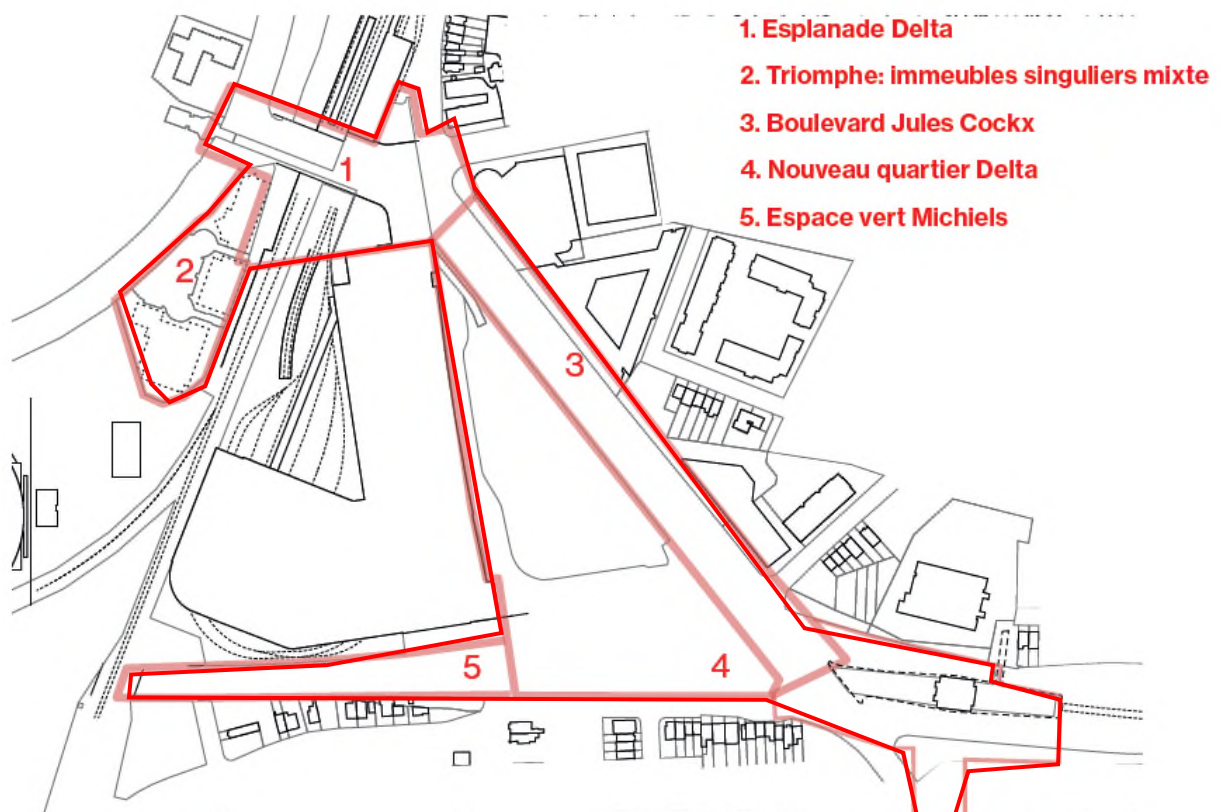 1. Esplanade Delta
2. Triomphe: immeubles singuliers mixte
3. Boulevard Jules Cockx
4. Nouveau quartier Delta
5. Espace vert Michiels
1
2
3
5
4